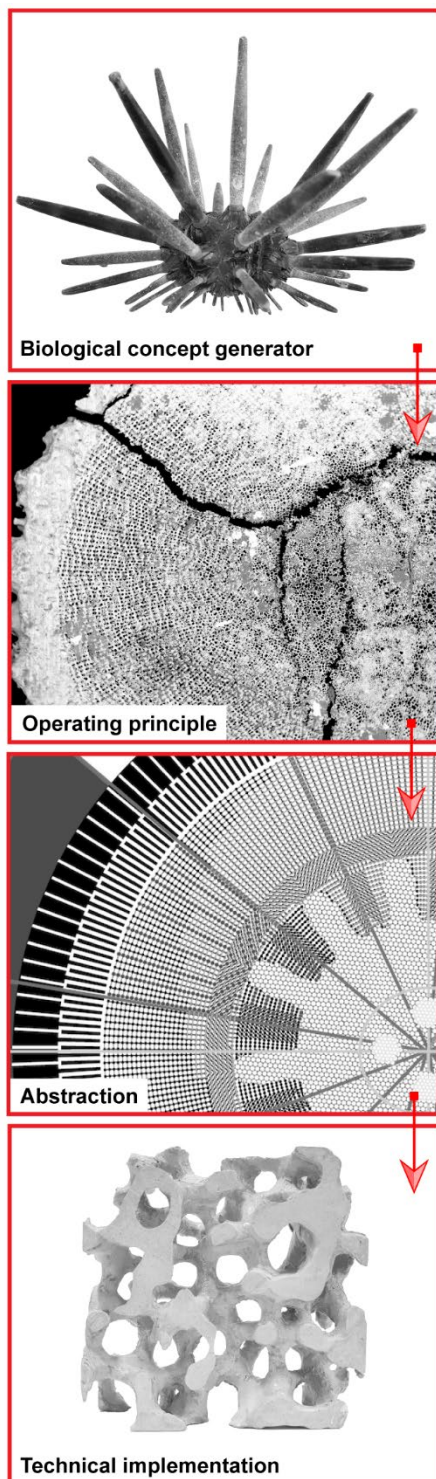 Biological concept generator
Operating principle
Abstraction
Technical implementation